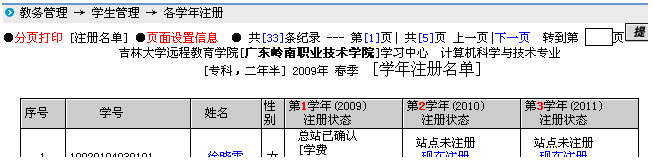 教务管理 → 学生管理 → 各学年注册
●分页打印 [注册名单] ●页面设置信息 ● 共[33]条纪录 --- 第[1]页| 共[5]页 上一页|下一页 转到第 页 提
吉林大学远程教育学院[广东岭南职业技术学院]学习中心 计算机科学与技术专业
[专科,二年半] 2009年 春季 [学年注册名单]
序号 学号 姓名 性别 第1学年(2009)注册状态 第2学年(2010)注册状态 第3学年(2011)注册状态
总站已确认 站点未注册 站点未注册
[学费 现在注册 现在注册